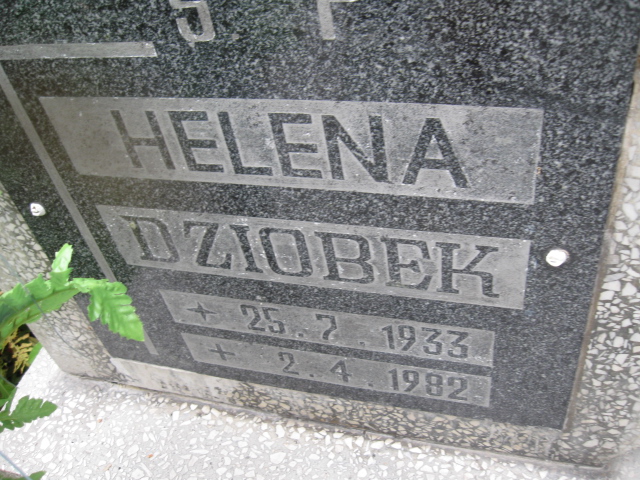 Ś P
HELENA
DZIOBEK
+ 25.7.1933
+ 2.4.1982